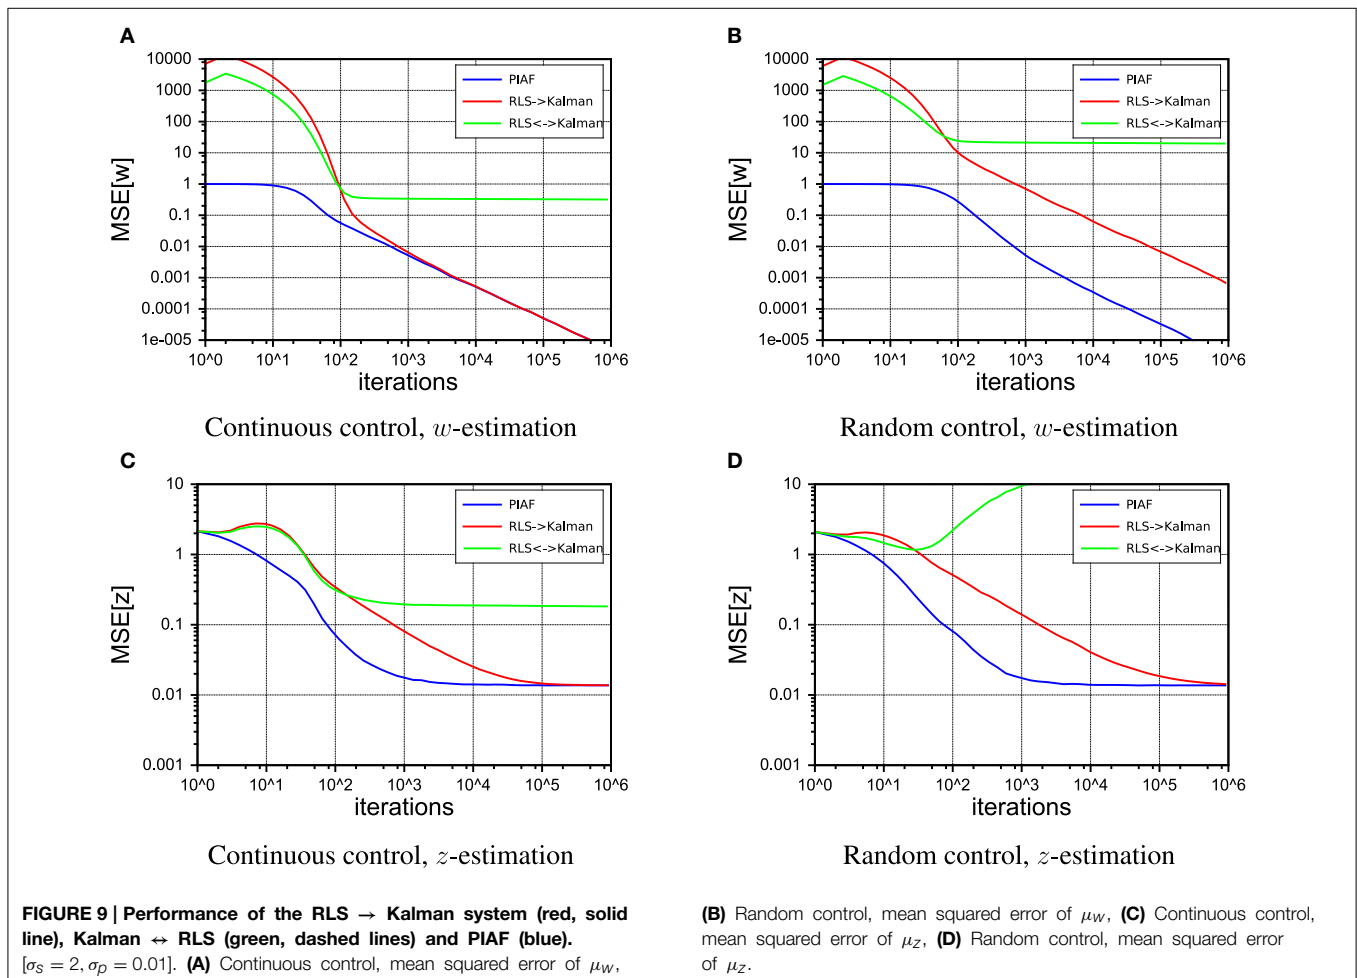 A
10000
1000
100
10
1
0.1
0.01
0.001
0.0001
1e-005
MSE[w]
PIAF
RLS->Kalman
RLS<->Kalman
10^0 10^1 10^2 10^3 10^4 10^5 10^6
iterations
Continuous control, w-estimation
B
10000
1000
100
10
1
0.1
0.01
0.001
0.0001
1e-005
MSE[w]
PIAF
RLS->Kalman
RLS<->Kalman
10^0 10^1 10^2 10^3 10^4 10^5 10^6
iterations
Random control, w-estimation
C
10
1
0.1
0.01
0.001
MSE[z]
PIAF
RLS->Kalman
RLS<->Kalman
10^0 10^1 10^2 10^3 10^4 10^5 10^6
iterations
Continuous control, z-estimation
D
10
1
0.1
0.01
0.001
MSE[z]
PIAF
RLS->Kalman
RLS<->Kalman
10^0 10^1 10^2 10^3 10^4 10^5 10^6
iterations
Random control, z-estimation
FIGURE 9 | Performance of the RLS → Kalman system (red, solid
line), Kalman ↔ RLS (green, dashed lines) and PIAF (blue).
[σS = 2, σp = 0.01]. (A) Continuous control, mean squared error of μW,
(B) Random control, mean squared error of μW, (C) Continuous control,
mean squared error of μZ, (D) Random control, mean squared error
of μZ.